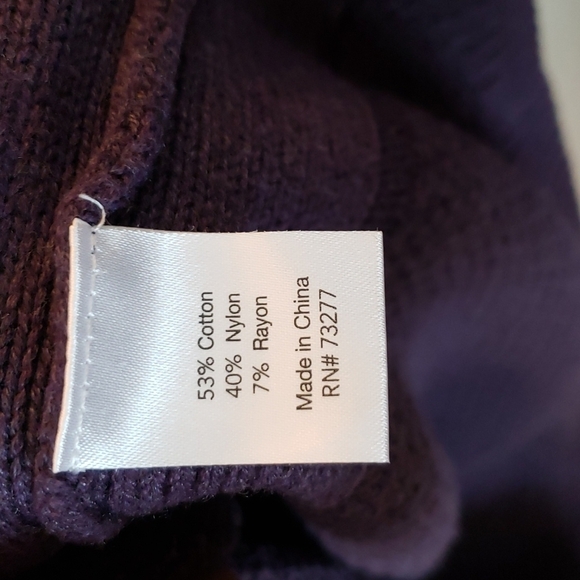 53% Cotton
40% Nylon
7% Rayon
Made in China
RN# 73277